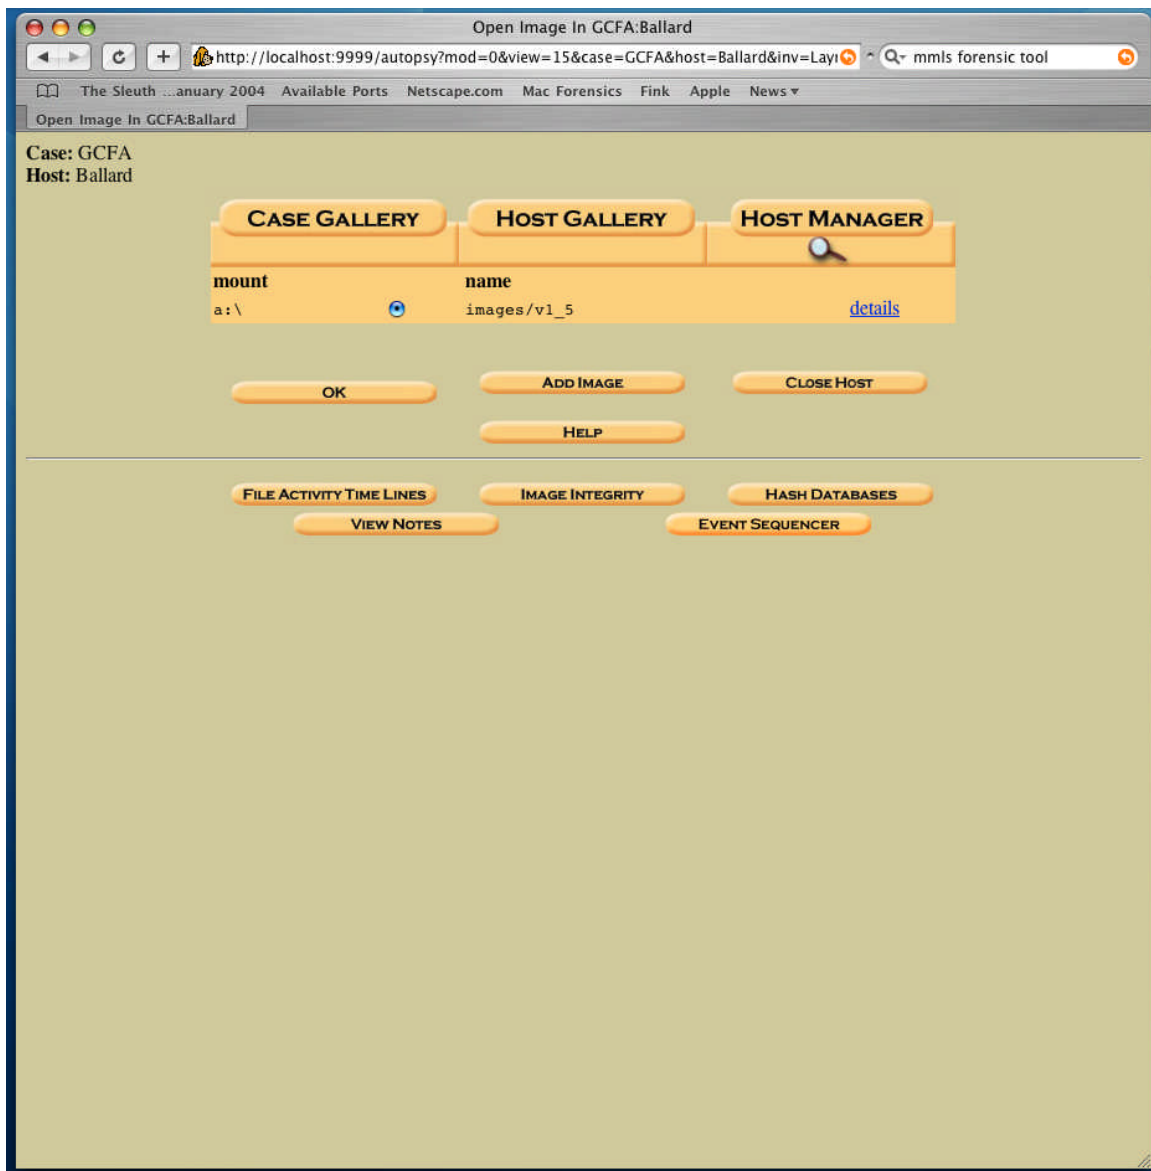 Open Image In GCFA:Ballard
http://localhost:9999/autopsy?mod=0&view=15&case=GCFA&host=Ballard&inv=Layı
mmls forensic tool
The Sleuth ...anuary 2004 Available Ports Netscape.com Mac Forensics Fink Apple News
Open Image In GCFA:Ballard
Case: GCFA
Host: Ballard
CASE GALLERY HOST GALLERY HOST MANAGER
mount name
a:\ images/v1_5 details
OK ADD IMAGE CLOSE HOST
HELP
FILE ACTIVITY TIME LINES IMAGE INTEGRITY HASH DATABASES
VIEW NOTES EVENT SEQUENCER